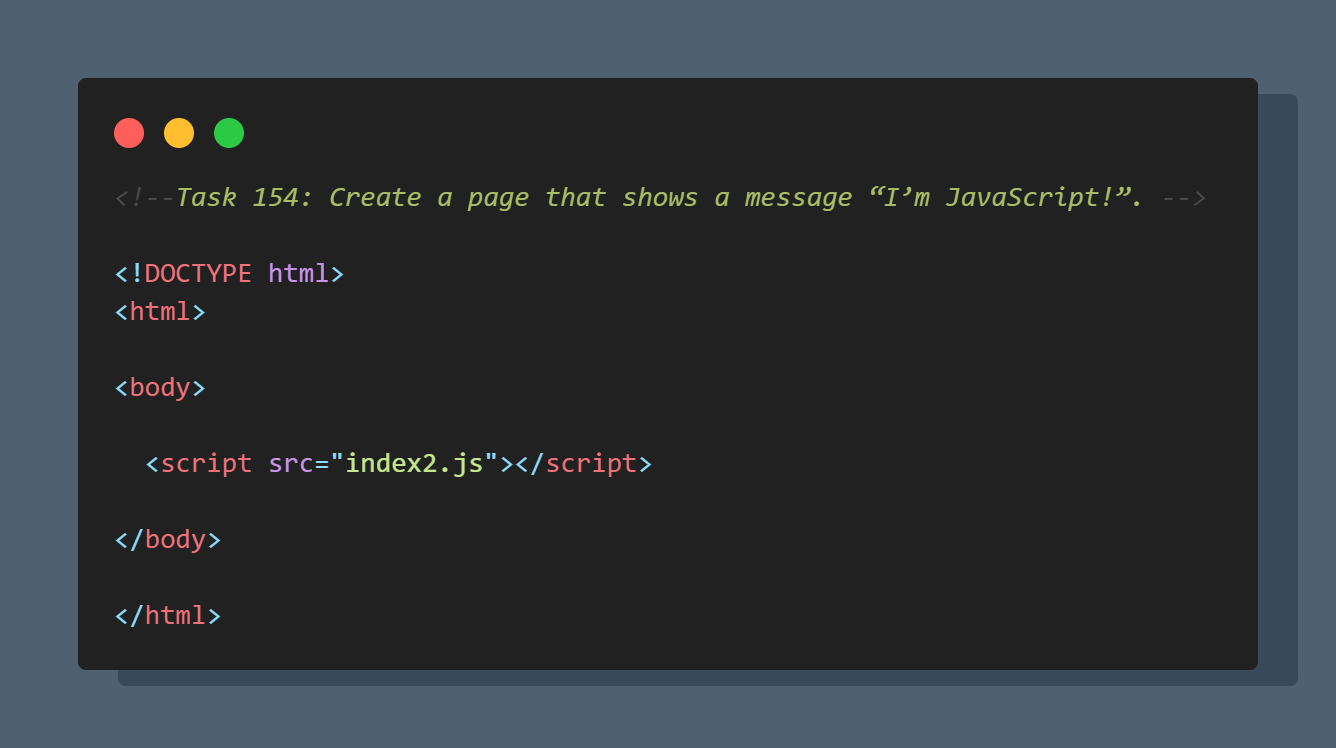 <!--Task 154: Create a page that shows a message “I’m JavaScript!”. -->
<!DOCTYPE html>
<html>
<body>
<script src="index2.js"></script>
</body>
</html>